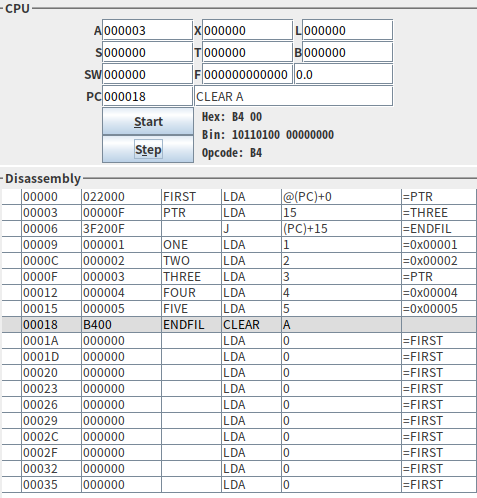 CPU
A 000003 X 000000 L 000000
S 000000 T 000000 B 000000
SW 000000 F 000000000000 0.0
PC 000018 CLEAR A
Start Hex: B4 00
Bin: 10110100 00000000
Step Opcode: B4
Disassembly
00000 022000 FIRST LDA @(PC)+0 =PTR
00003 00000F PTR LDA 15 =THREE
00006 3F200F J (PC)+15 =ENDFIL
00009 000001 ONE LDA 1 =0x00001
0000C 000002 TWO LDA 2 =0x00002
0000F 000003 THREE LDA 3 =PTR
00012 000004 FOUR LDA 4 =0x00004
00015 000005 FIVE LDA 5 =0x00005
00018 B400 ENDFIL CLEAR A
0001A 000000 LDA 0 =FIRST
0001D 000000 LDA 0 =FIRST
00020 000000 LDA 0 =FIRST
00023 000000 LDA 0 =FIRST
00026 000000 LDA 0 =FIRST
00029 000000 LDA 0 =FIRST
0002C 000000 LDA 0 =FIRST
0002F 000000 LDA 0 =FIRST
00032 000000 LDA 0 =FIRST
00035 000000 LDA 0 =FIRST